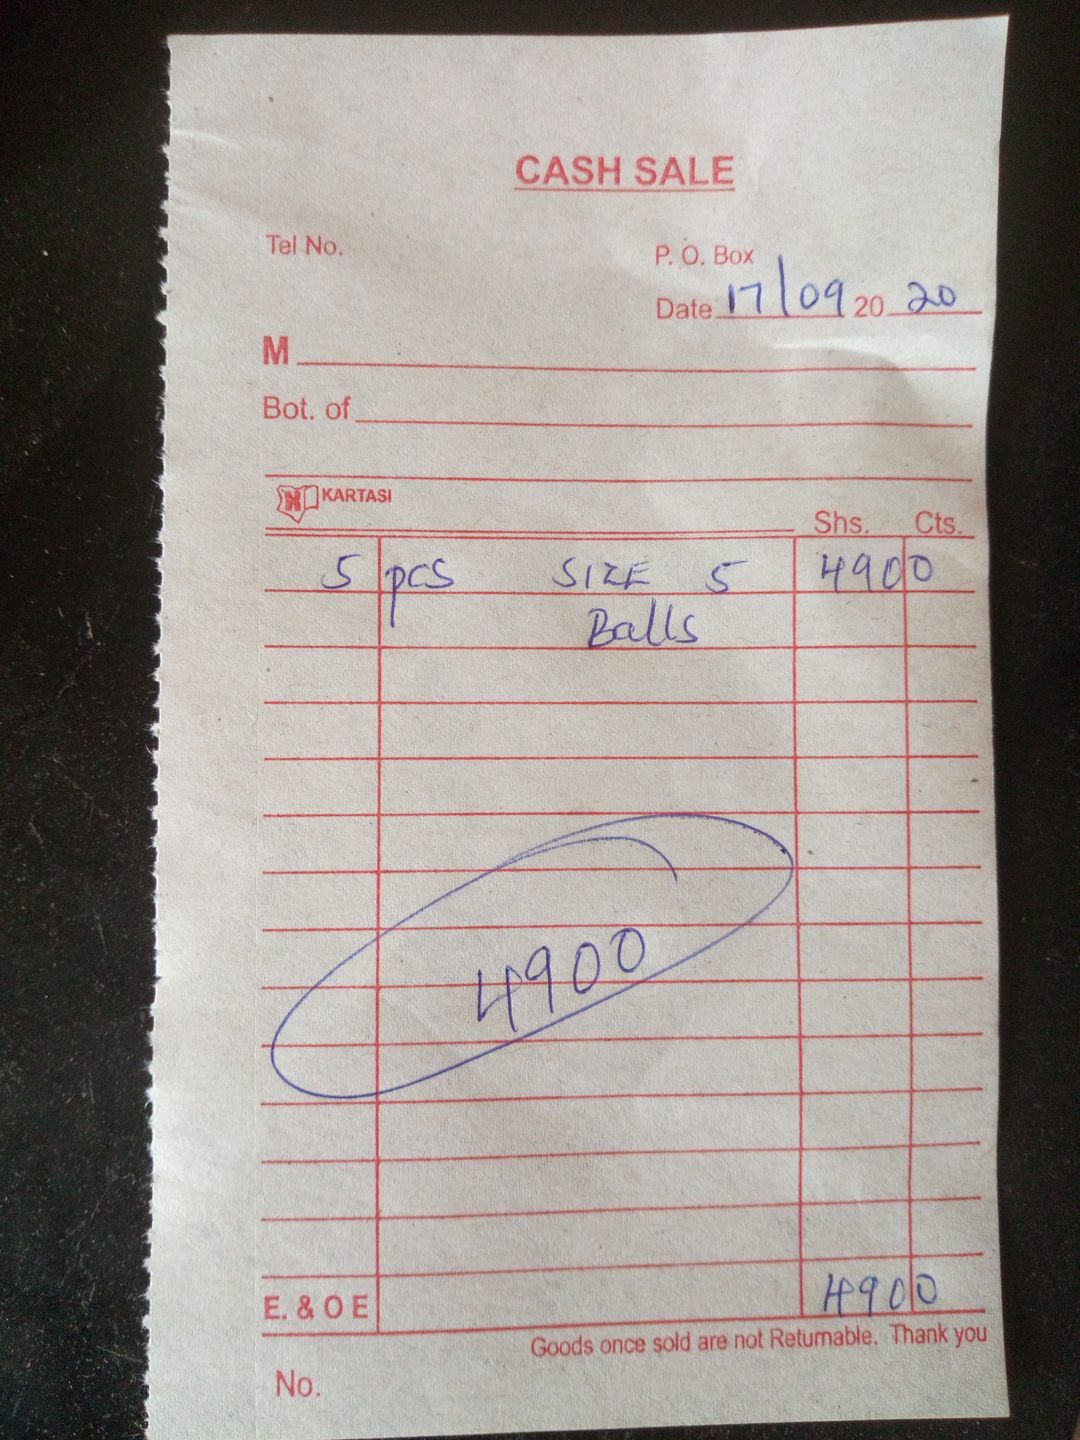 CASH SALE
Tel No.
P. O. Box
Date 17/09 20 20
M
Bot. of
KARTASI
Shs. Cts.
5 pcs SIZE 5 4900
Balls
4900
E. & O E 4900
Goods once sold are not Returnable. Thank you
No.